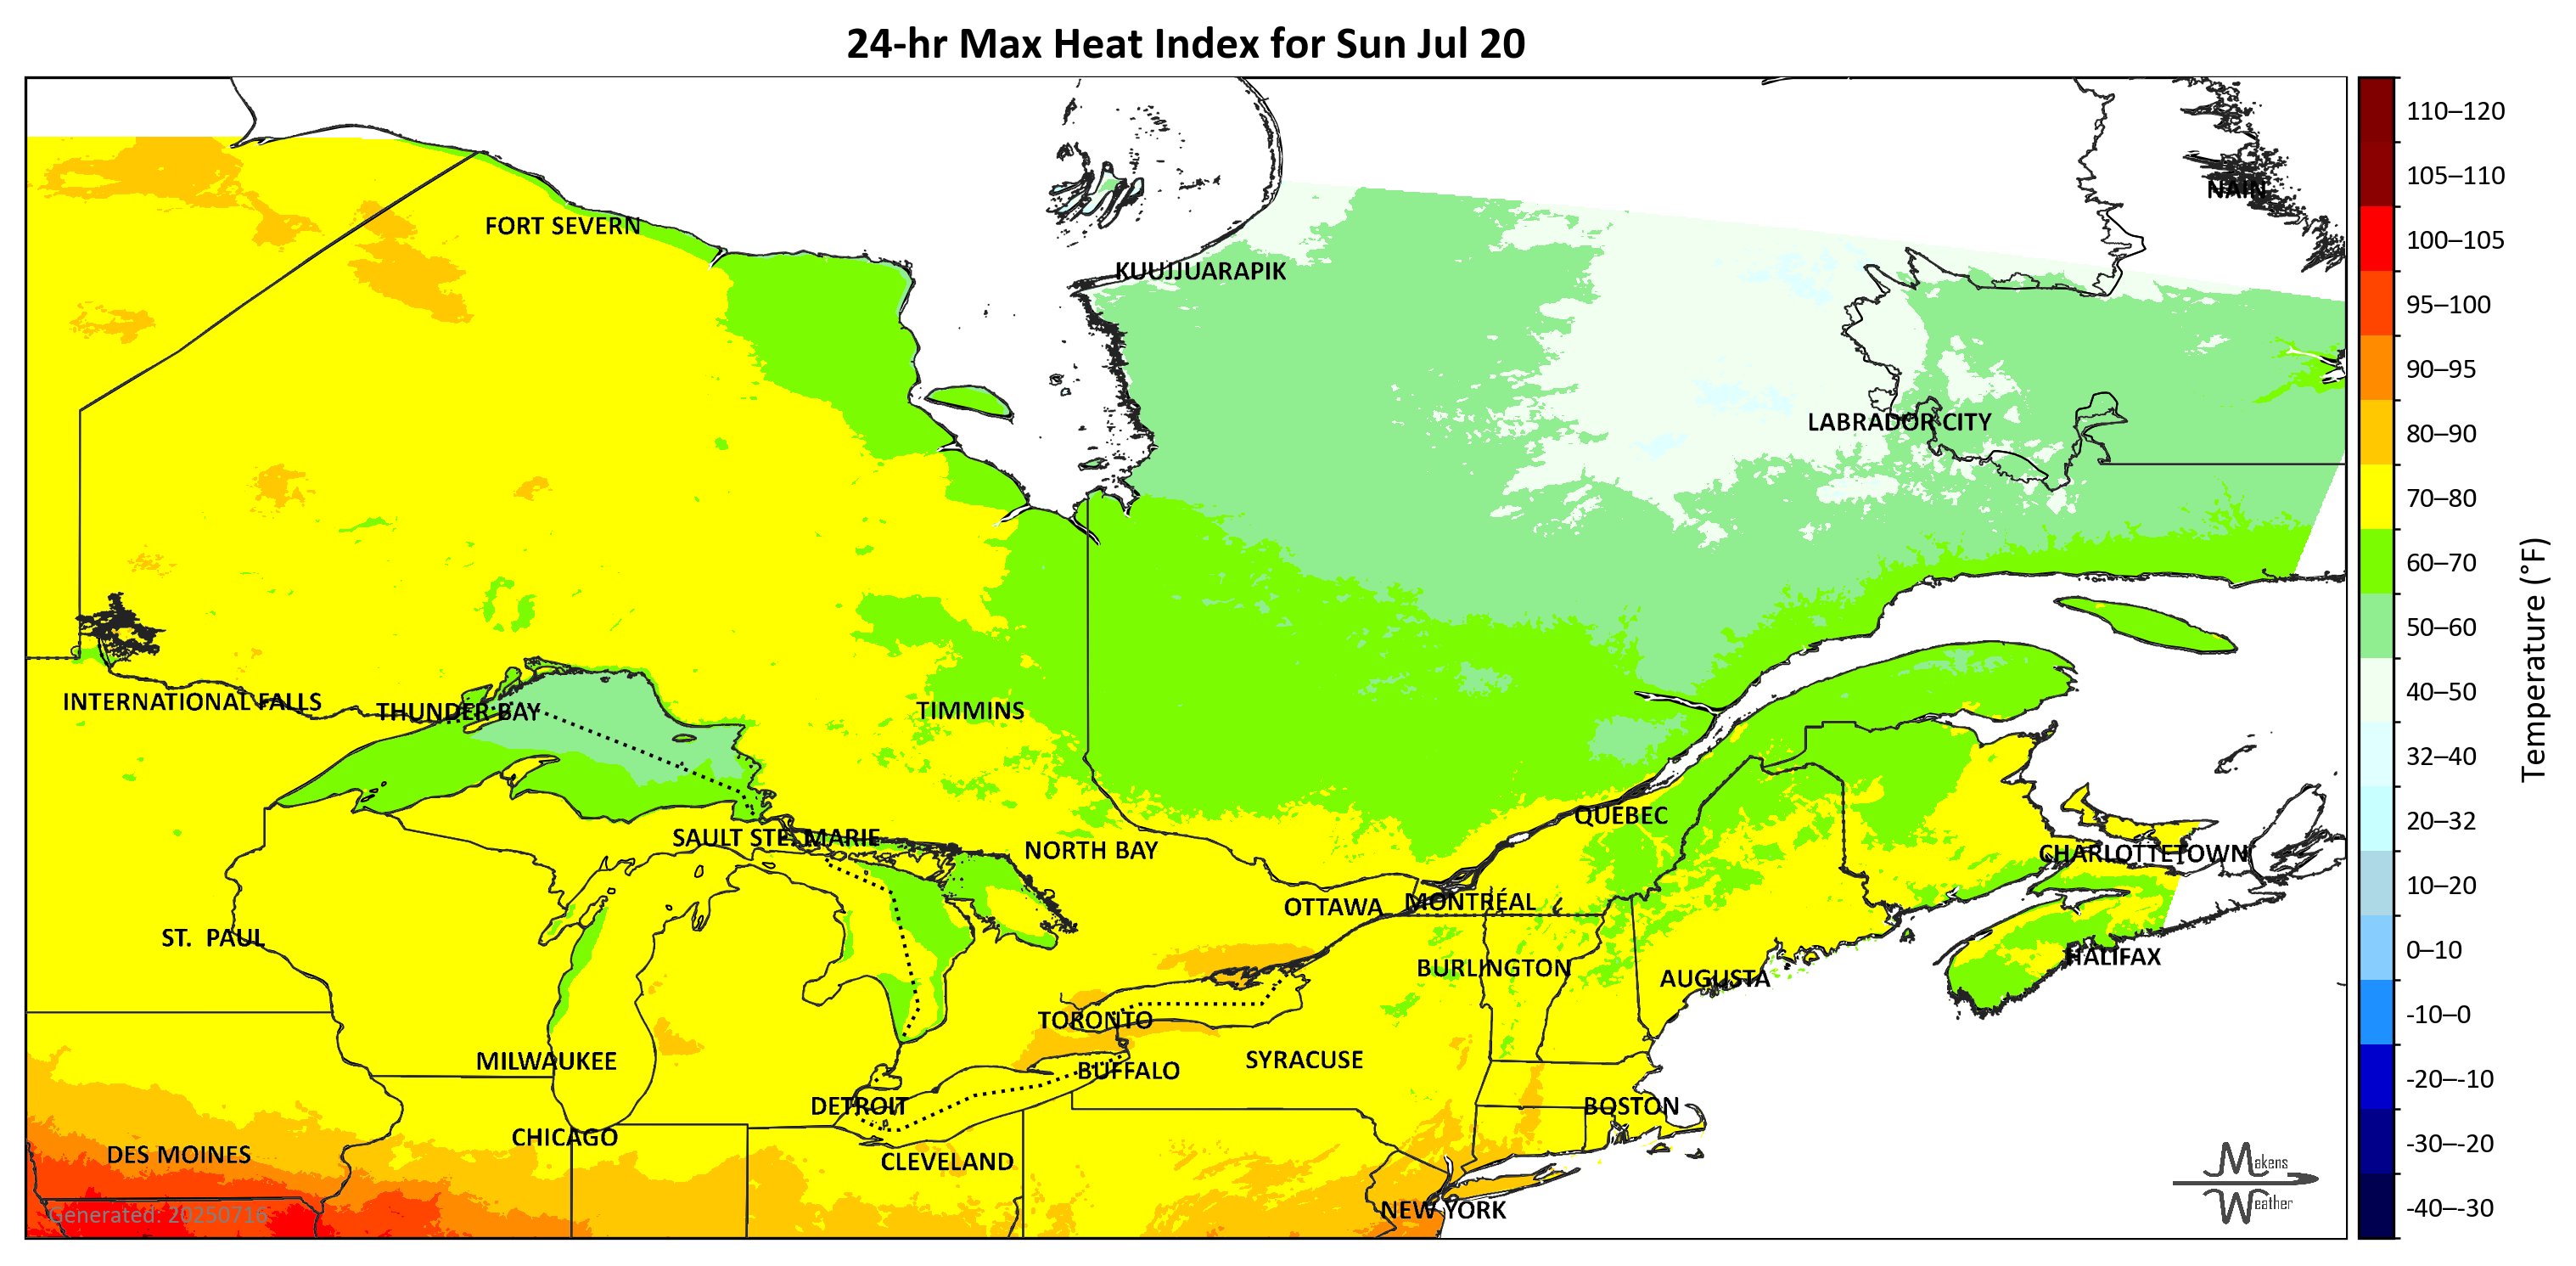 24-hr Max Heat Index for Sun Jul 20
110–120
105–110
NAIN
FORT SEVERN
100–105
KUUJJUARAPIK
95–100
90–95
LABRADOR CITY
80–90
70–80
60–70
50–60
INTERNATIONAL FALLS
THUNDER BAY
TIMMINS
40–50
32–40
Temperature (°F)
QUÉBEC
20–32
SAULT STE. MARIE
NORTH BAY
CHARLOTTETOWN
10–20
OTTAWA
MONTRÉAL
ST. PAUL
0–10
HALIFAX
BURLINGTON
AUGUSTA
-10–0
TORONTO
MILWAUKEE
SYRACUSE
BUFFALO
-20–-10
DETROIT
BOSTON
CHICAGO
-30–-20
DES MOINES
CLEVELAND
Makens
Weather
NEW YORK
-40–-30
Generated: 20250716